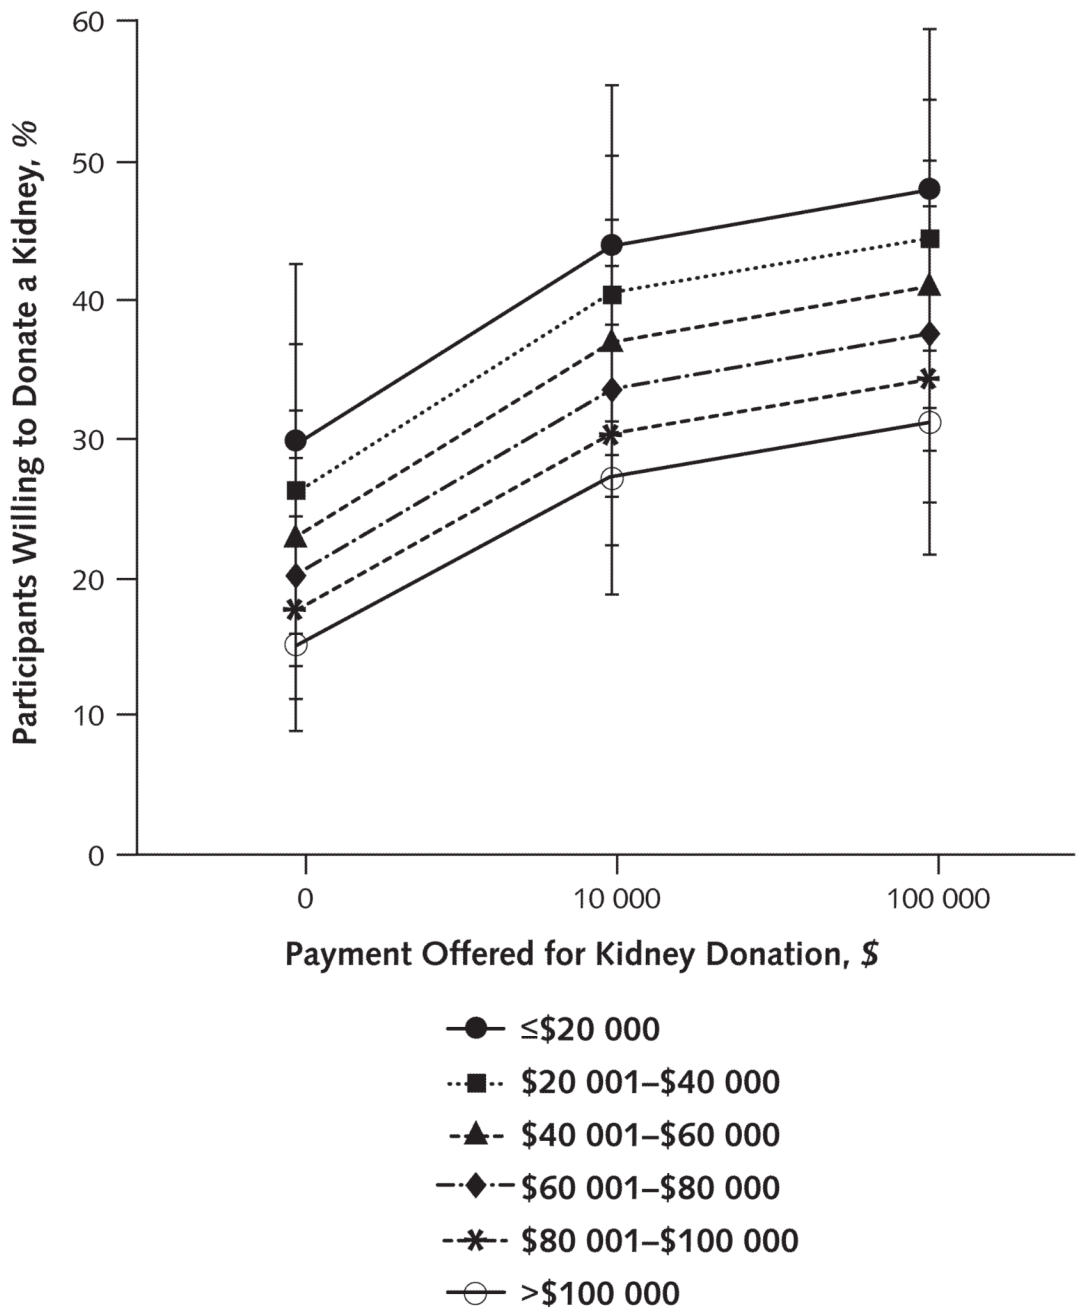 Participants Willing to Donate a Kidney, %
60
50
40
30
20
10
0
0
10 000
100 000
Payment Offered for Kidney Donation, $
≤$20 000
$20 001–$40 000
$40 001–$60 000
$60 001–$80 000
$80 001–$100 000
>$100 000